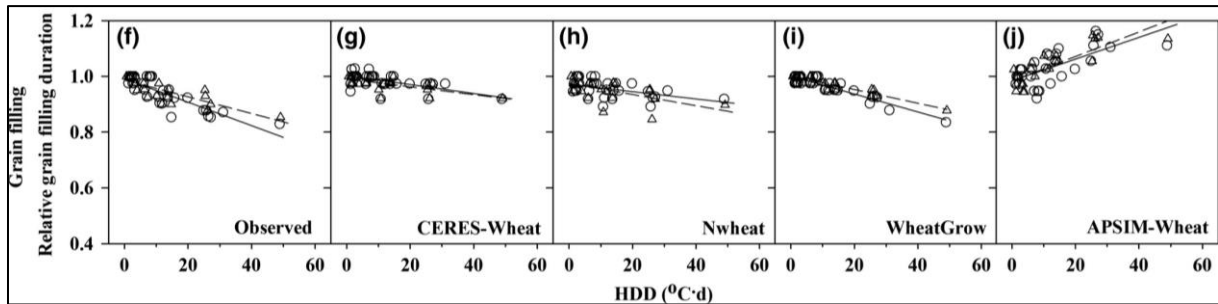 (f) (g) (h) (i) (j)
Grain filling
Relative grain filling duration
1.2
1.0
0.8
0.6
0.4
Observed CERES-Wheat Nwheat WheatGrow APSIM-Wheat
0 20 40 60 0 20 40 60 0 20 40 60 0 20 40 60 0 20 40 60
HDD (⁰C·d)